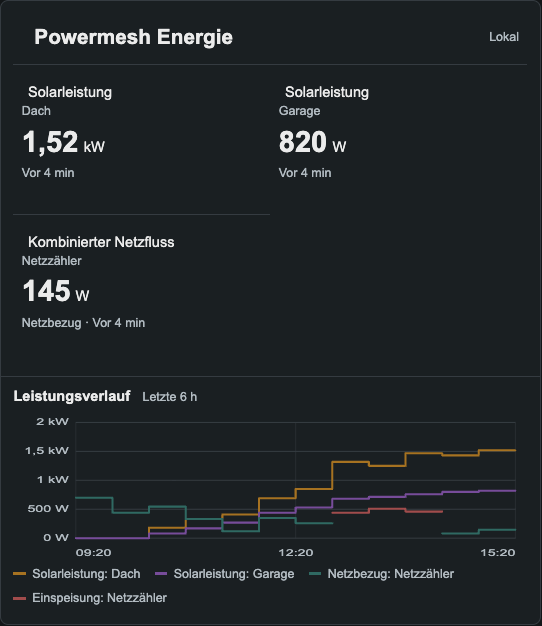 Powermesh Energie
Lokal
Solarleistung
Dach
1,52 kW
Vor 4 min
Solarleistung
Garage
820 W
Vor 4 min
Kombinierter Netzfluss
Netzzähler
145 W
Netzbezug · Vor 4 min
Leistungsverlauf Letzte 6 h
2 kW
1,5 kW
1 kW
500 W
0 W
09:20 12:20 15:20
Solarleistung: Dach Solarleistung: Garage Netzbezug: Netzzähler
Einspeisung: Netzzähler